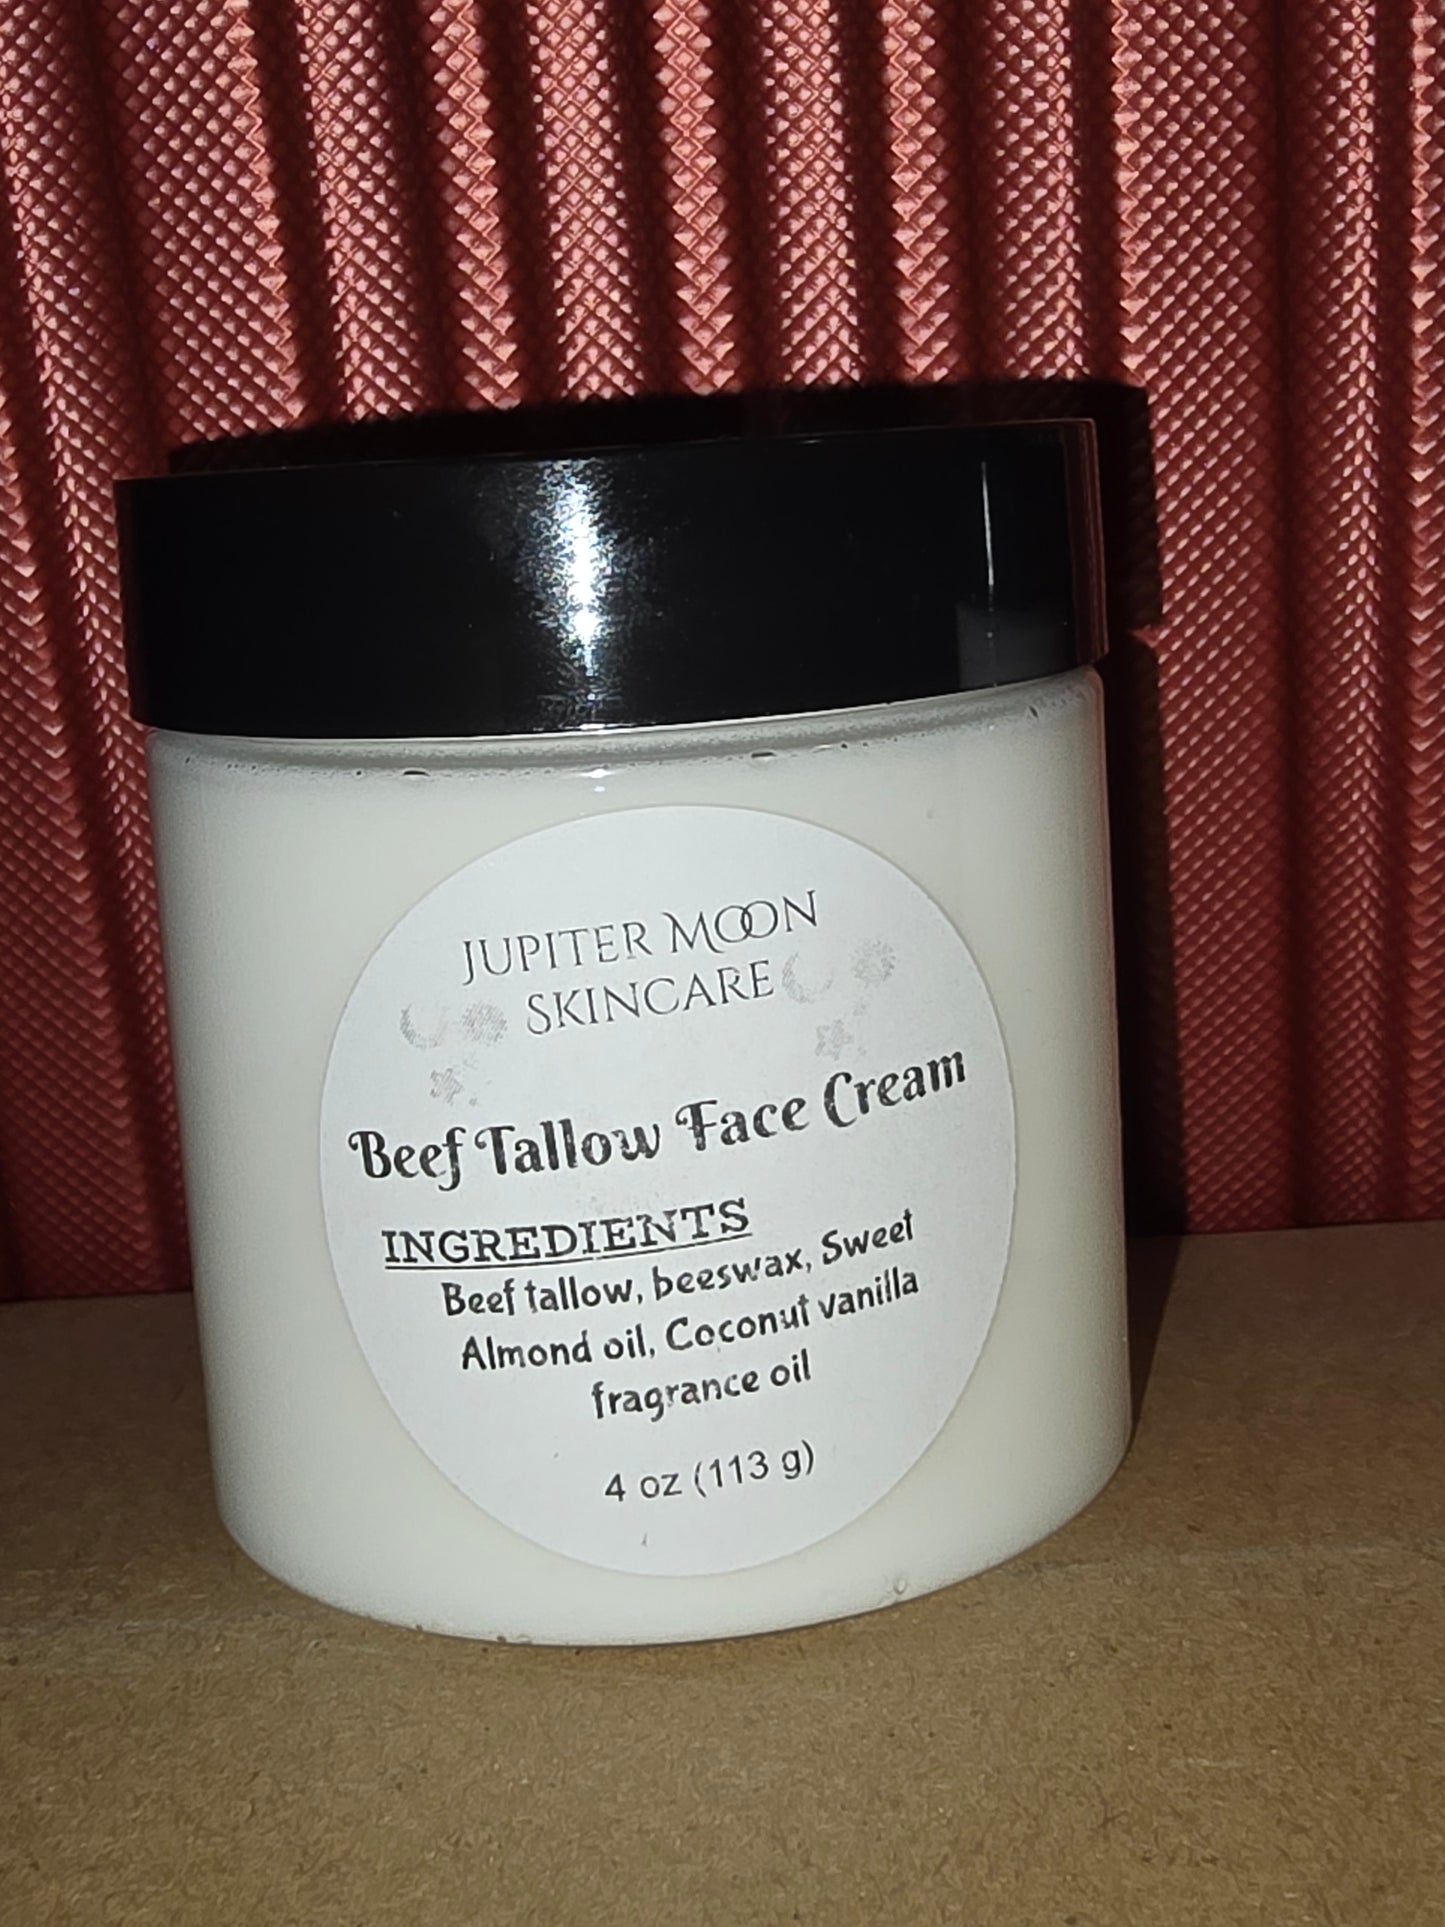 JUPITER MOON
SKINCARE
Beef Tallow Face Cream
INGREDIENTS
Beef tallow, beeswax, Sweet
Almond oil, Coconut vanilla
fragrance oil
4 oz (113 g)